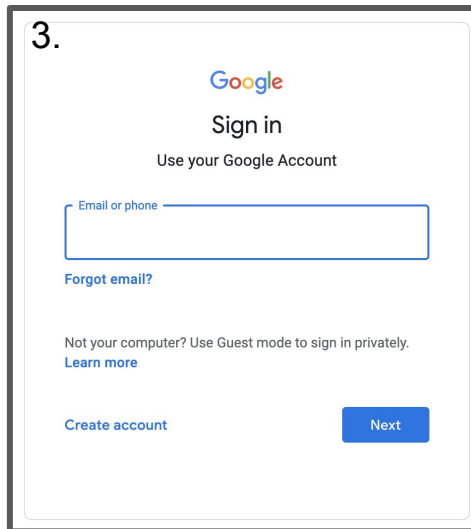 3.
Google
Sign in
Use your Google Account
Email or phone
Forgot email?
Not your computer? Use Guest mode to sign in privately.
Learn more
Create account
Next